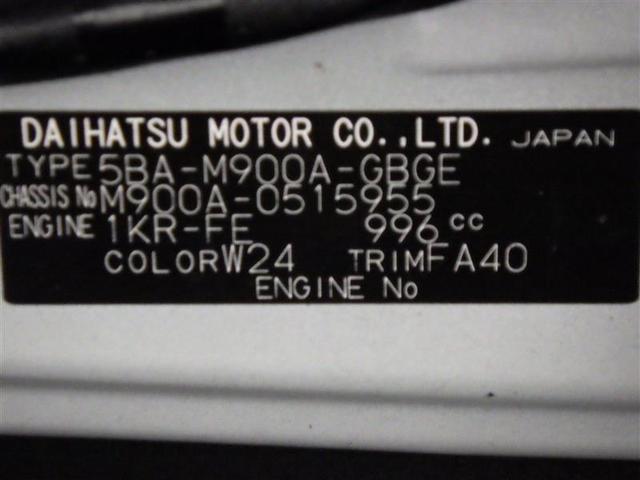 DAIHATSU MOTOR CO.,LTD. JAPAN
TYPE 5BA-M900A-GBGE
CHASSIS No M900A-0515955
ENGINE 1KR-FE 996 cc
COLOR W24 TRIM FA40
ENGINE No